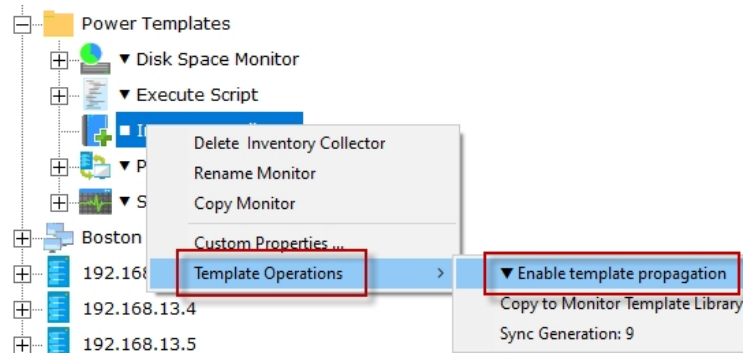 Power Templates
▼ Disk Space Monitor
▼ Execute Script
Delete Inventory Collector
Rename Monitor
▼ P
Copy Monitor
▼ S
Boston
Custom Properties ...
192.168
Template Operations >
▼ Enable template propagation
192.168.13.4
Copy to Monitor Template Library
Sync Generation: 9
192.168.13.5